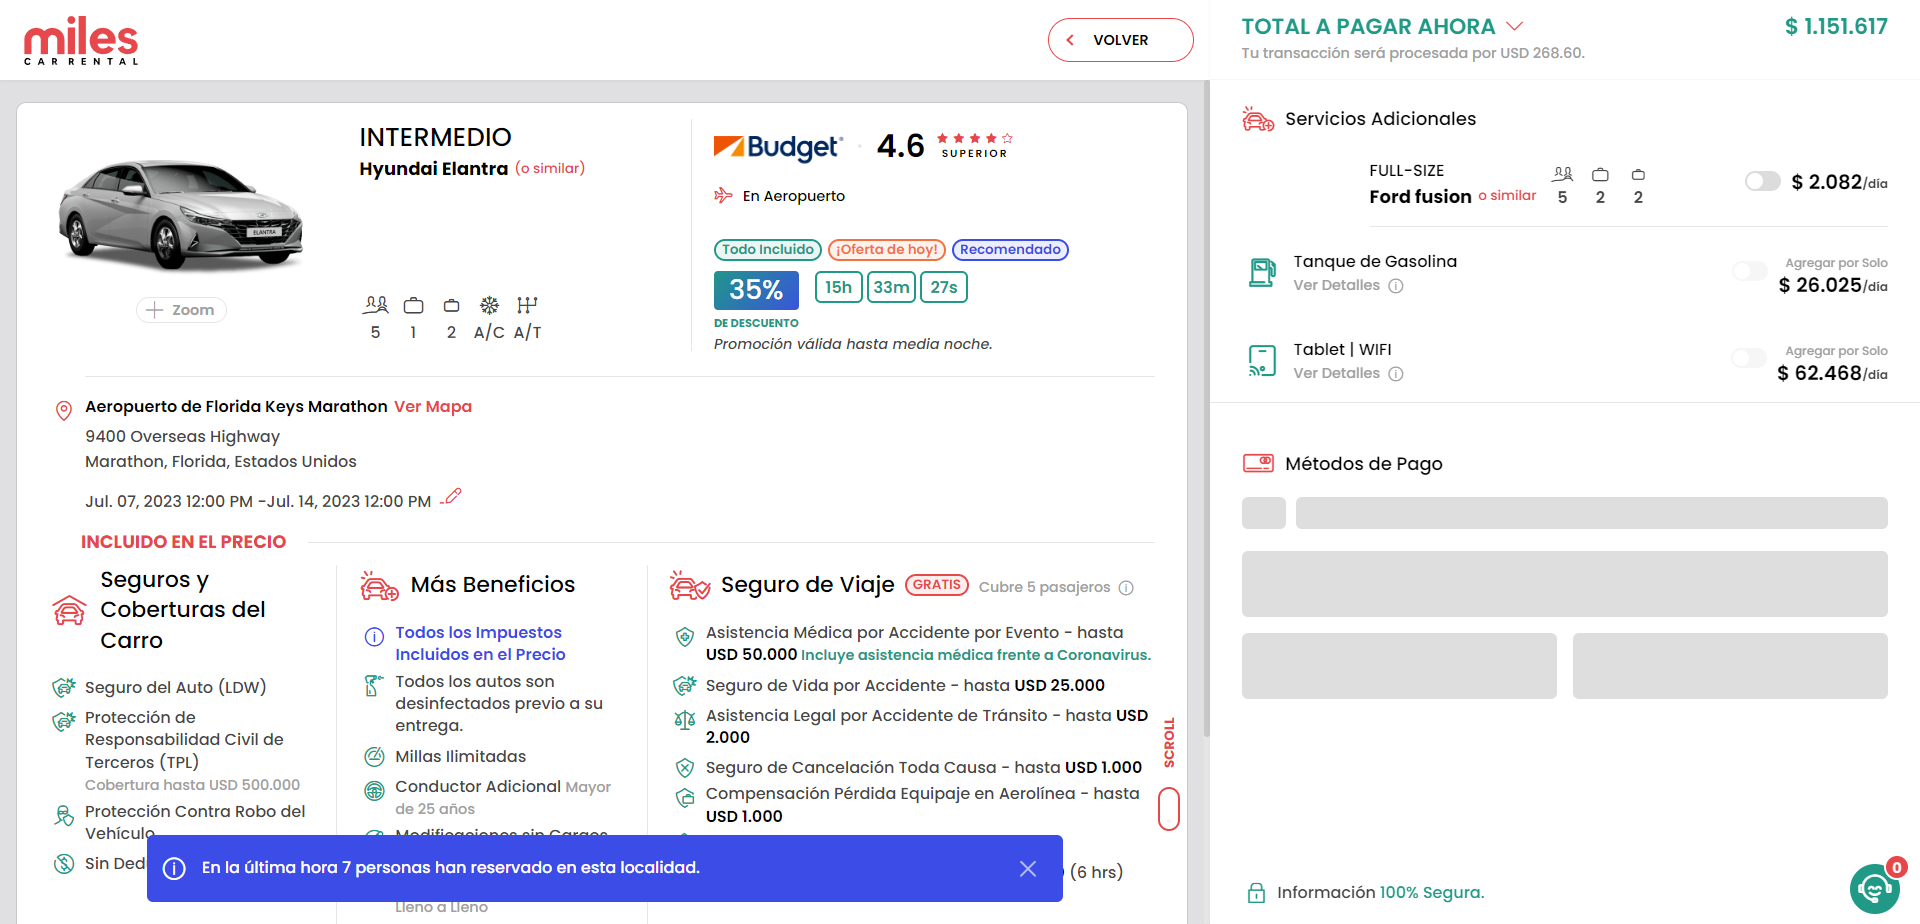 miles
CAR RENTAL
VOLVER
TOTAL A PAGAR AHORA
$ 1.151.617
Tu transacción será procesada por USD 268.60.
INTERMEDIO
Hyundai Elantra (o similar)
ELANTRA
Zoom
5 1 2 A/C A/T
Budget
4.6
SUPERIOR
En Aeropuerto
Todo Incluido ¡Oferta de hoy! Recomendado
35% 15h 33m 27s
DE DESCUENTO
Promoción válida hasta media noche.
Aeropuerto de Florida Keys Marathon Ver Mapa
9400 Overseas Highway
Marathon, Florida, Estados Unidos
Jul. 07, 2023 12:00 PM -Jul. 14, 2023 12:00 PM
INCLUIDO EN EL PRECIO
Seguros y
Coberturas del
Carro
Seguro del Auto (LDW)
Protección de
Responsabilidad Civil de
Terceros (TPL)
Cobertura hasta USD 500.000
Protección Contra Robo del
Vehículo
Sin Ded
Más Beneficios
Todos los Impuestos
Incluidos en el Precio
Todos los autos son
desinfectados previo a su
entrega.
Millas Ilimitadas
Conductor Adicional Mayor
de 25 años
Modificaciones sin Cargos
Lleno a Lleno
Seguro de Viaje GRATIS Cubre 5 pasajeros
Asistencia Médica por Accidente por Evento - hasta
USD 50.000 Incluye asistencia médica frente a Coronavirus.
Seguro de Vida por Accidente - hasta USD 25.000
Asistencia Legal por Accidente de Tránsito - hasta USD
2.000
Seguro de Cancelación Toda Causa - hasta USD 1.000
Compensación Pérdida Equipaje en Aerolínea - hasta
USD 1.000
(6 hrs)
SCROLL
En la última hora 7 personas han reservado en esta localidad.
Servicios Adicionales
FULL-SIZE
Ford fusion o similar
5 2 2
$ 2.082/día
Tanque de Gasolina
Ver Detalles
Agregar por Solo
$ 26.025/día
Tablet | WIFI
Ver Detalles
Agregar por Solo
$ 62.468/día
Métodos de Pago
Información 100% Segura.
0